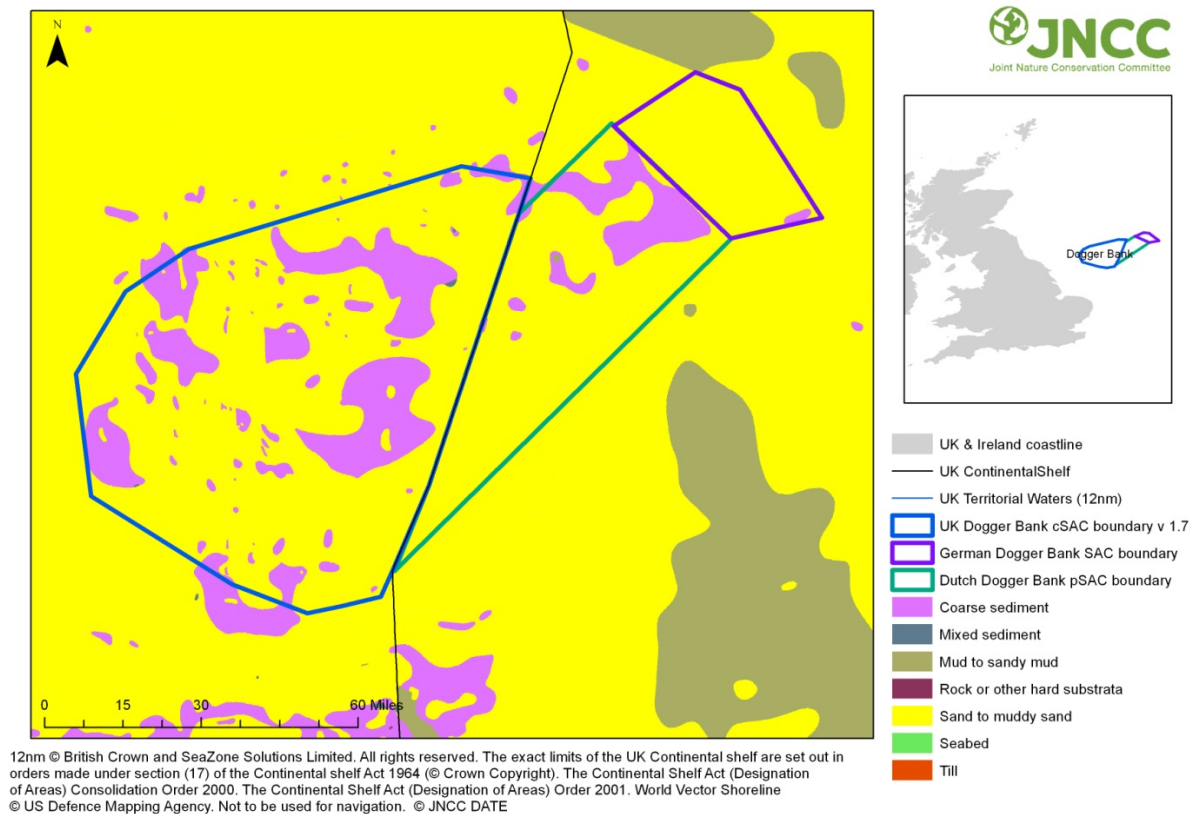 N
JNCC
Joint Nature Conservation Committee
Dogger Bank
UK & Ireland coastline
UK ContinentalShelf
UK Territorial Waters (12nm)
UK Dogger Bank cSAC boundary v 1.7
German Dogger Bank SAC boundary
Dutch Dogger Bank pSAC boundary
Coarse sediment
Mixed sediment
Mud to sandy mud
Rock or other hard substrata
Sand to muddy sand
Seabed
Till
0 15 30 60 Miles
12nm © British Crown and SeaZone Solutions Limited. All rights reserved. The exact limits of the UK Continental shelf are set out in
orders made under section (17) of the Continental shelf Act 1964 (© Crown Copyright). The Continental Shelf Act (Designation
of Areas) Consolidation Order 2000. The Continental Shelf Act (Designation of Areas) Order 2001. World Vector Shoreline
© US Defence Mapping Agency. Not to be used for navigation. © JNCC DATE